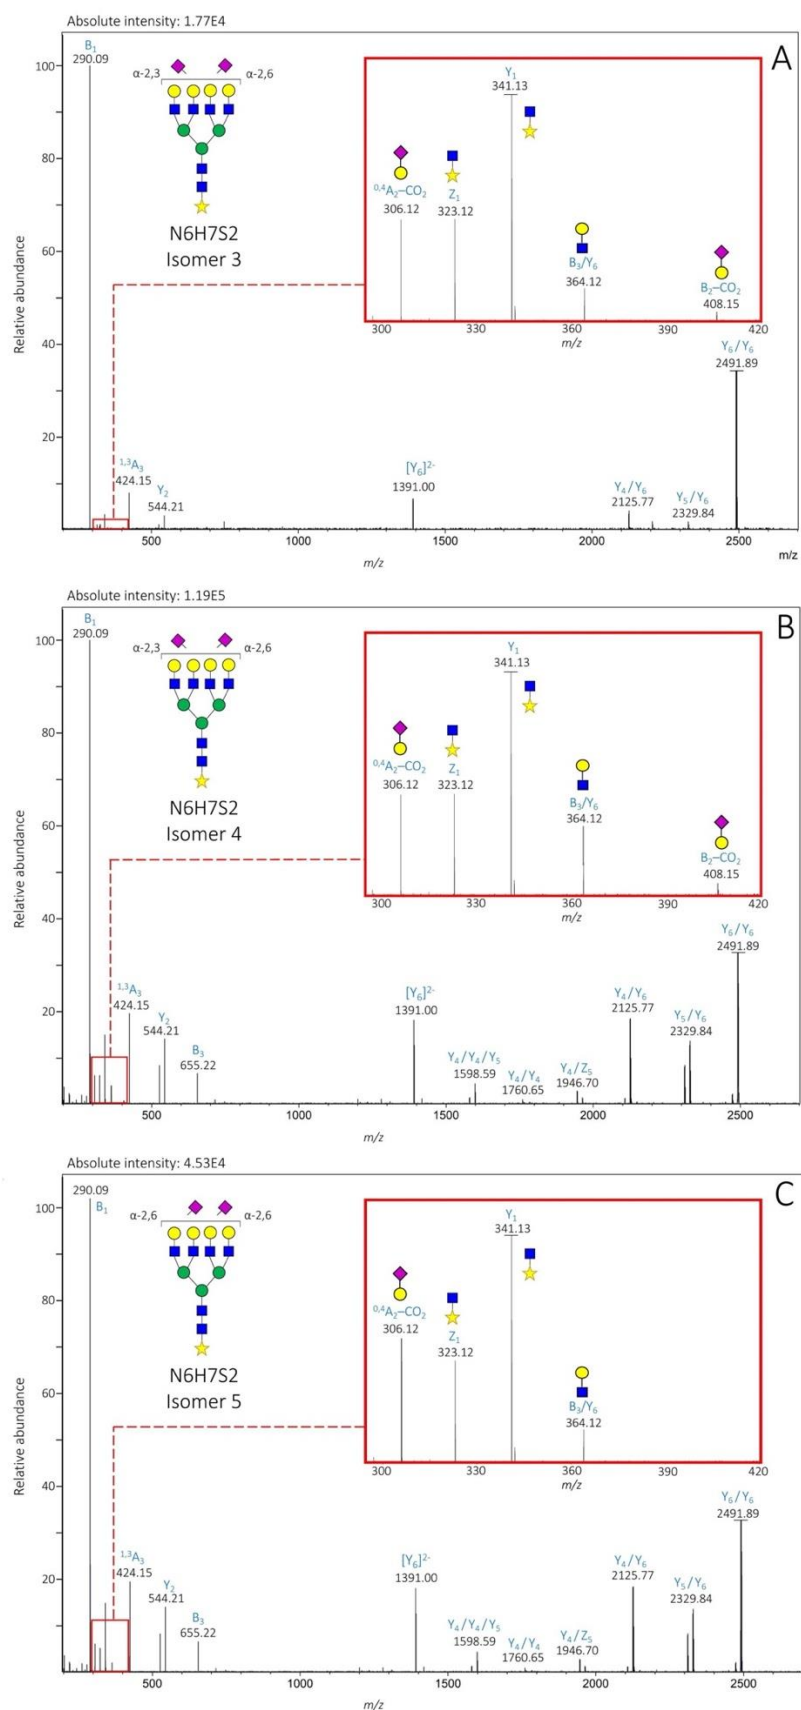 Absolute intensity: 1.77E4
A
B₁
290.09
α-2,3
α-2,6
N6H7S2
Isomer 3
Y₁
341.13
⁰,⁴A₂–CO₂
306.12
Z₁
323.12
B₃/Y₆
364.12
B₂–CO₂
408.15
300 330 360 390 420
m/z
Relative abundance
100
80
60
40
20
¹,³A₃
424.15
Y₂
544.21
[Y₆]²⁻
1391.00
Y₄/Y₆
2125.77
Y₅/Y₆
2329.84
Y₆/Y₆
2491.89
500 1000 1500 2000 2500 m/z
m/z
Absolute intensity: 1.19E5
B
B₁
290.09
α-2,3
α-2,6
N6H7S2
Isomer 4
Y₁
341.13
⁰,⁴A₂–CO₂
306.12
Z₁
323.12
B₃/Y₆
364.12
B₂–CO₂
408.15
300 330 360 390 420
m/z
Relative abundance
100
80
60
40
20
¹,³A₃
424.15
Y₂
544.21
B₃
655.22
[Y₆]²⁻
1391.00
Y₄/Y₄/Y₅
1598.59
Y₄/Y₄
1760.65
Y₄/Z₅
1946.70
Y₄/Y₆
2125.77
Y₅/Y₆
2329.84
Y₆/Y₆
2491.89
500 1000 1500 2000 2500
m/z
Absolute intensity: 4.53E4
C
290.09
B₁
α-2,6
α-2,6
N6H7S2
Isomer 5
Y₁
341.13
⁰,⁴A₂–CO₂
306.12
Z₁
323.12
B₃/Y₆
364.12
300 330 360 390 420
m/z
Relative abundance
100
80
60
40
20
¹,³A₃
424.15
Y₂
544.21
B₃
655.22
[Y₆]²⁻
1391.00
Y₄/Y₄/Y₅
1598.59
Y₄/Y₄
1760.65
Y₄/Z₅
1946.70
Y₄/Y₆
2125.77
Y₅/Y₆
2329.84
Y₆/Y₆
2491.89
500 1000 1500 2000 2500
m/z